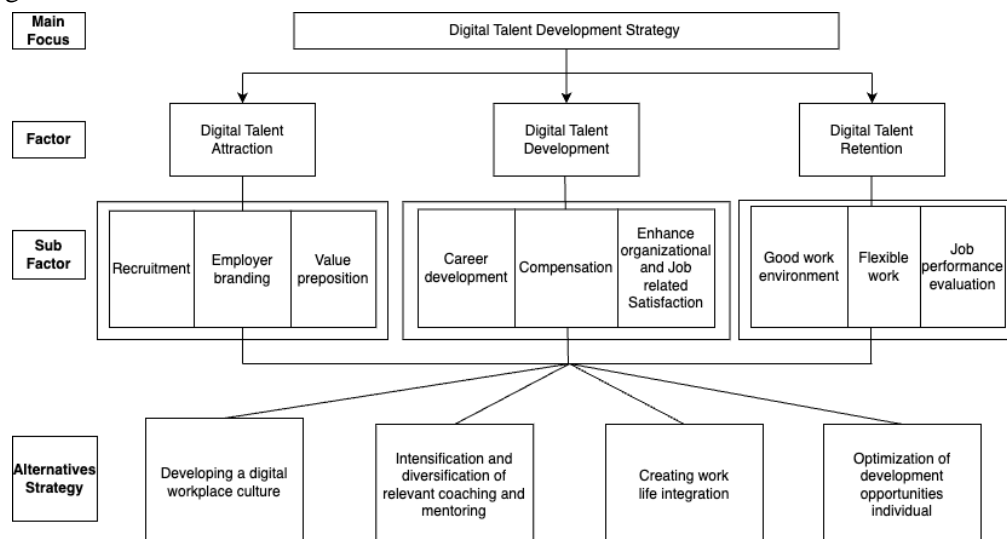 Main
Focus
Digital Talent Development Strategy
Factor
Digital Talent
Attraction
Digital Talent
Development
Digital Talent
Retention
Sub
Factor
Recruitment
Employer
branding
Value
preposition
Career
development
Compensation
Enhance
organizational
and Job
related
Satisfaction
Good work
environment
Flexible
work
Job
performance
evaluation
Alternatives
Strategy
Developing a digital
workplace culture
Intensification and
diversification of
relevant coaching and
mentoring
Creating work
life integration
Optimization of
development
opportunities
individual